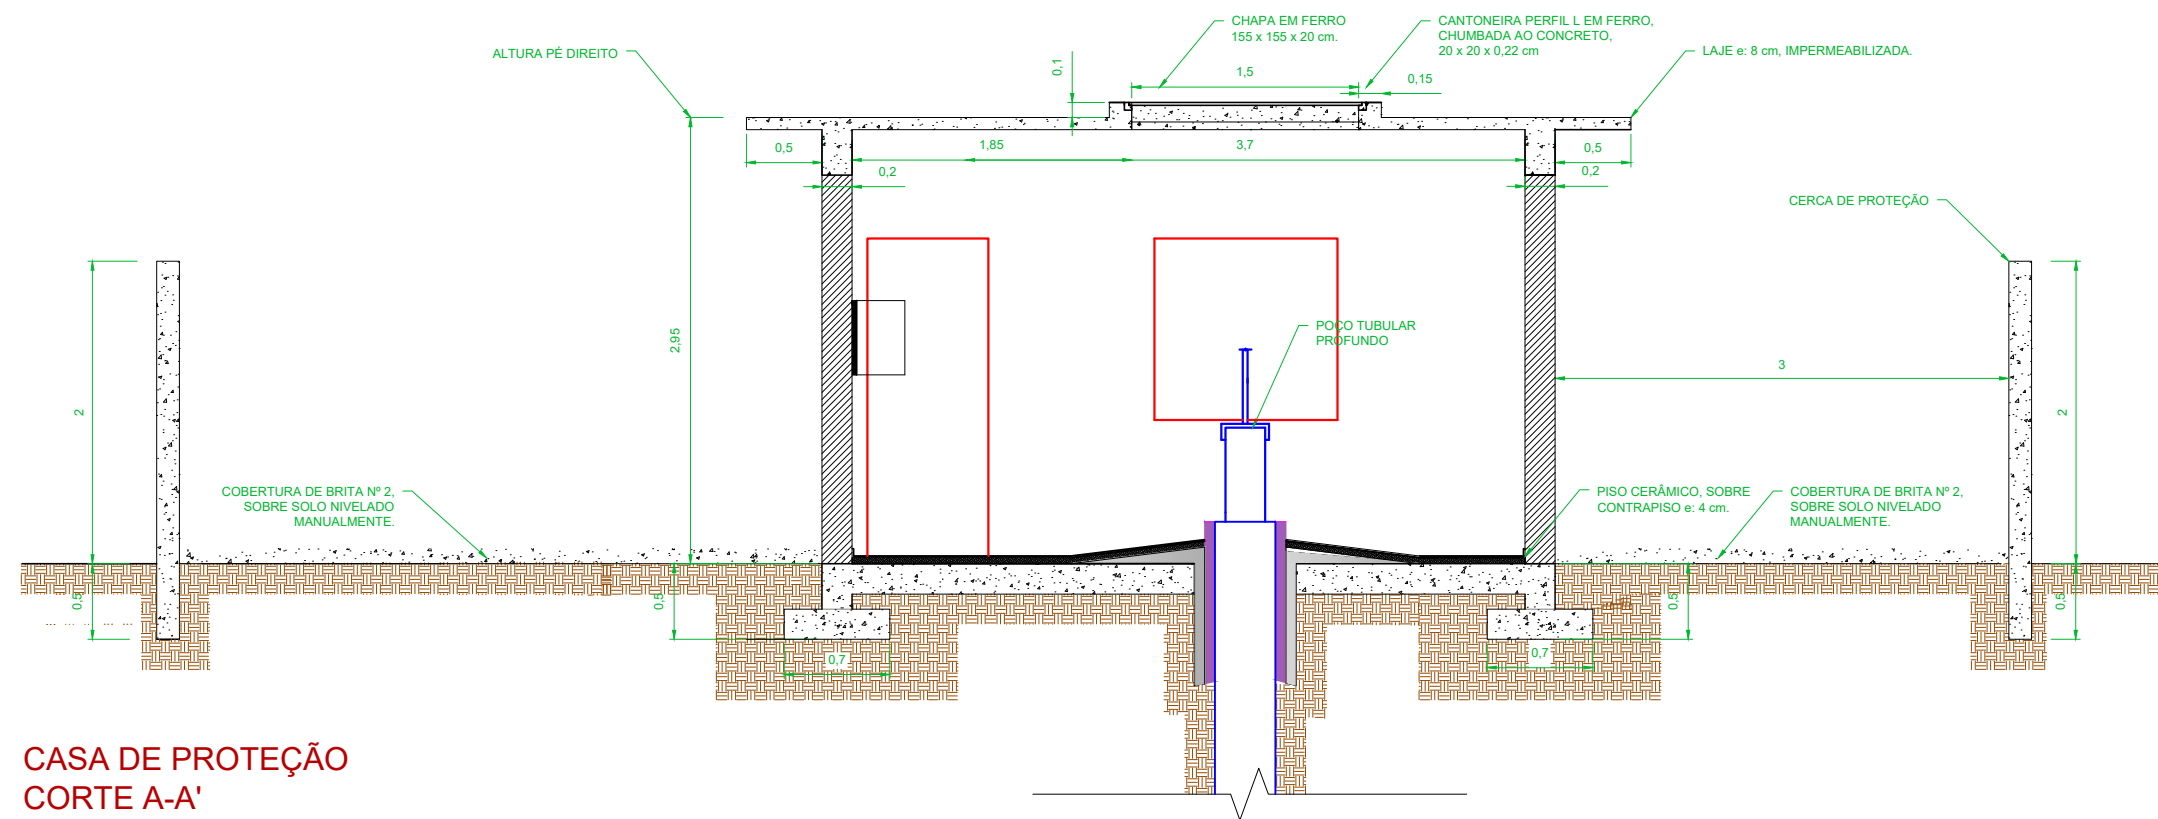 CHAPA EM FERRO
155 x 155 x 20 cm.
CANTONEIRA PERFIL L EM FERRO,
CHUMBADA AO CONCRETO,
20 x 20 x 0,22 cm
ALTURA PÉ DIREITO
LAJE e: 8 cm, IMPERMEABILIZADA.
0,1
1,5
0,15
0,5
1,85
3,7
0,5
0,2
0,2
CERCA DE PROTEÇÃO
2,95
POÇO TUBULAR
PROFUNDO
3
2
2
COBERTURA DE BRITA Nº 2,
SOBRE SOLO NIVELADO
MANUALMENTE.
PISO CERÂMICO, SOBRE
CONTRAPISO e: 4 cm.
COBERTURA DE BRITA Nº 2,
SOBRE SOLO NIVELADO
MANUALMENTE.
0,5
0,5
0,5
0,5
0,7
0,7
CASA DE PROTEÇÃO
CORTE A-A'